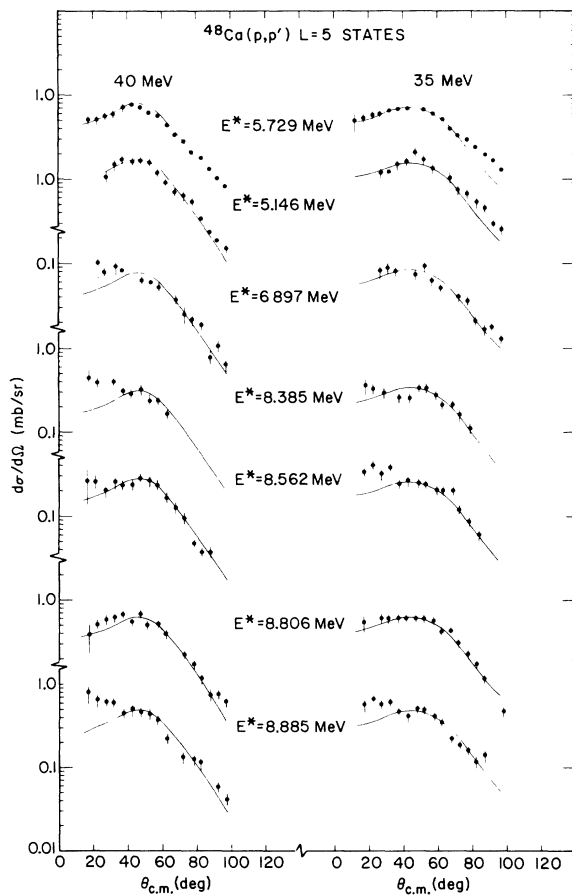 ⁴⁸Ca(p,p′) L=5 STATES
40 MeV
35 MeV
1.0
E*=5.729 MeV
1.0
E*=5.146 MeV
0.1
E*=6 897 MeV
1.0
E*=8.385 MeV
0.1
E*=8.562 MeV
0.1
1.0
E*=8.806 MeV
1.0
E*=8.885 MeV
0.1
0.01
dσ/dΩ (mb/sr)
0 20 40 60 80 100 0 20 40 60 80 100
θc.m.(deg) θc.m.(deg)